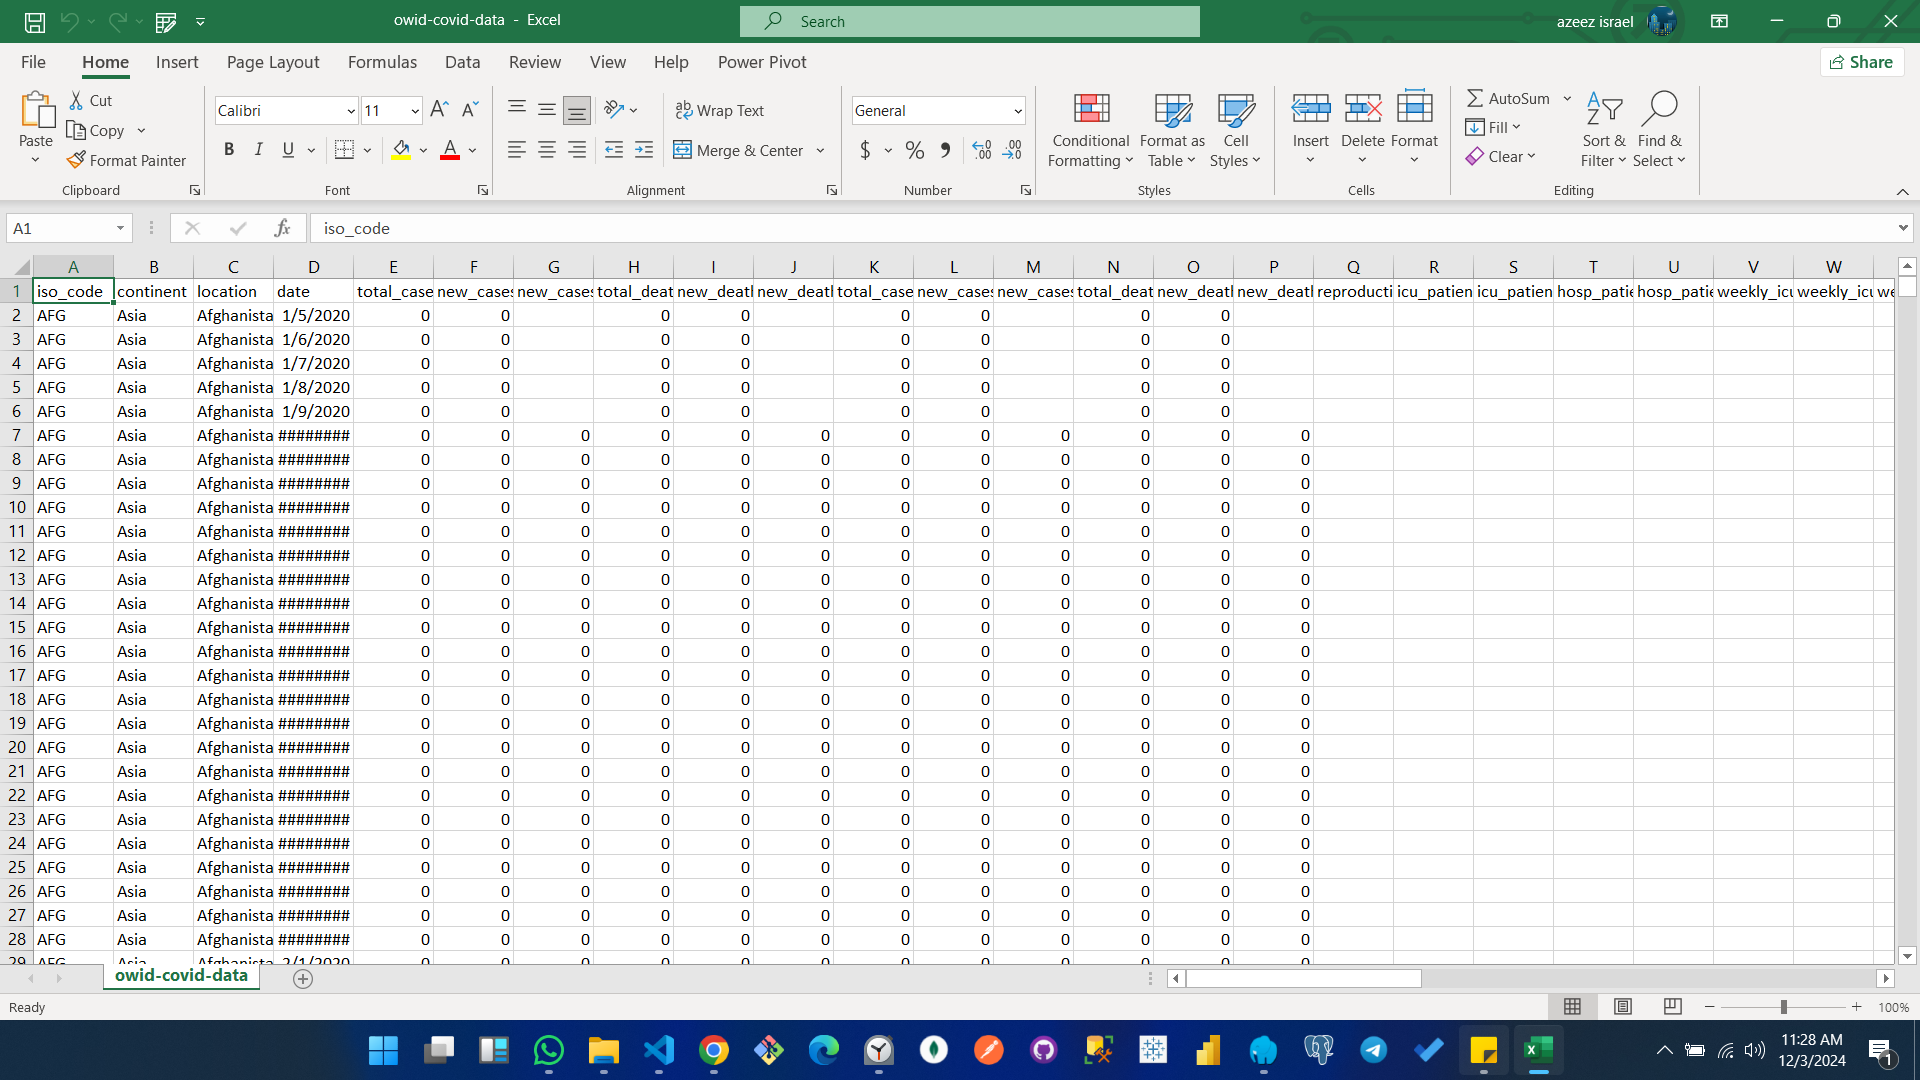 owid-covid-data - Excel
Search
azeez israel
File Home Insert Page Layout Formulas Data Review View Help Power Pivot
Share
Paste
Cut
Copy
Format Painter
Clipboard
Calibri 11
B I U
Font
Wrap Text
Merge & Center
Alignment
General
$ % 9
Number
Conditional Formatting
Format as Table
Cell Styles
Styles
Insert Delete Format
Cells
AutoSum
Fill
Clear
Sort & Filter
Find & Select
Editing
A1 fx iso_code
A B C D E F G H I J K L M N O P Q R S T U V W
1 iso_code continent location date total_case new_cases new_cases total_deat new_deatl new_deatl total_case new_cases new_cases total_deat new_deatl new_deatl reproducti icu_patien icu_patien hosp_patie hosp_patie weekly_icu weekly_icu we
2 AFG Asia Afghanista 1/5/2020 0 0 0 0 0 0 0 0
3 AFG Asia Afghanista 1/6/2020 0 0 0 0 0 0 0 0
4 AFG Asia Afghanista 1/7/2020 0 0 0 0 0 0 0 0
5 AFG Asia Afghanista 1/8/2020 0 0 0 0 0 0 0 0
6 AFG Asia Afghanista 1/9/2020 0 0 0 0 0 0 0 0
7 AFG Asia Afghanista ######## 0 0 0 0 0 0 0 0 0 0 0 0
8 AFG Asia Afghanista ######## 0 0 0 0 0 0 0 0 0 0 0 0
9 AFG Asia Afghanista ######## 0 0 0 0 0 0 0 0 0 0 0 0
10 AFG Asia Afghanista ######## 0 0 0 0 0 0 0 0 0 0 0 0
11 AFG Asia Afghanista ######## 0 0 0 0 0 0 0 0 0 0 0 0
12 AFG Asia Afghanista ######## 0 0 0 0 0 0 0 0 0 0 0 0
13 AFG Asia Afghanista ######## 0 0 0 0 0 0 0 0 0 0 0 0
14 AFG Asia Afghanista ######## 0 0 0 0 0 0 0 0 0 0 0 0
15 AFG Asia Afghanista ######## 0 0 0 0 0 0 0 0 0 0 0 0
16 AFG Asia Afghanista ######## 0 0 0 0 0 0 0 0 0 0 0 0
17 AFG Asia Afghanista ######## 0 0 0 0 0 0 0 0 0 0 0 0
18 AFG Asia Afghanista ######## 0 0 0 0 0 0 0 0 0 0 0 0
19 AFG Asia Afghanista ######## 0 0 0 0 0 0 0 0 0 0 0 0
20 AFG Asia Afghanista ######## 0 0 0 0 0 0 0 0 0 0 0 0
21 AFG Asia Afghanista ######## 0 0 0 0 0 0 0 0 0 0 0 0
22 AFG Asia Afghanista ######## 0 0 0 0 0 0 0 0 0 0 0 0
23 AFG Asia Afghanista ######## 0 0 0 0 0 0 0 0 0 0 0 0
24 AFG Asia Afghanista ######## 0 0 0 0 0 0 0 0 0 0 0 0
25 AFG Asia Afghanista ######## 0 0 0 0 0 0 0 0 0 0 0 0
26 AFG Asia Afghanista ######## 0 0 0 0 0 0 0 0 0 0 0 0
27 AFG Asia Afghanista ######## 0 0 0 0 0 0 0 0 0 0 0 0
28 AFG Asia Afghanista ######## 0 0 0 0 0 0 0 0 0 0 0 0
29 AFG Asia Afghanista 2/1/2020 0 0 0 0 0 0 0 0 0 0 0 0
owid-covid-data
Ready
100%
11:28 AM
12/3/2024
1